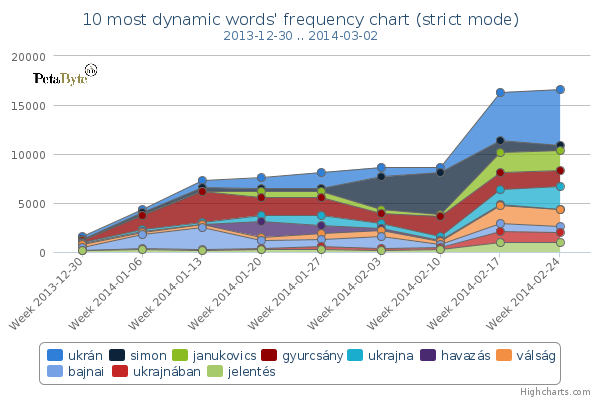 10 most dynamic words' frequency chart (strict mode)
2013-12-30 .. 2014-03-02
PetaByte
20000
15000
10000
5000
0
Week 2013-12-30
Week 2014-01-06
Week 2014-01-13
Week 2014-01-20
Week 2014-01-27
Week 2014-02-03
Week 2014-02-10
Week 2014-02-17
Week 2014-02-24
ukrán simon janukovics gyurcsány ukrajna havazás válság
bajnai ukrajnában jelentés
Highcharts.com